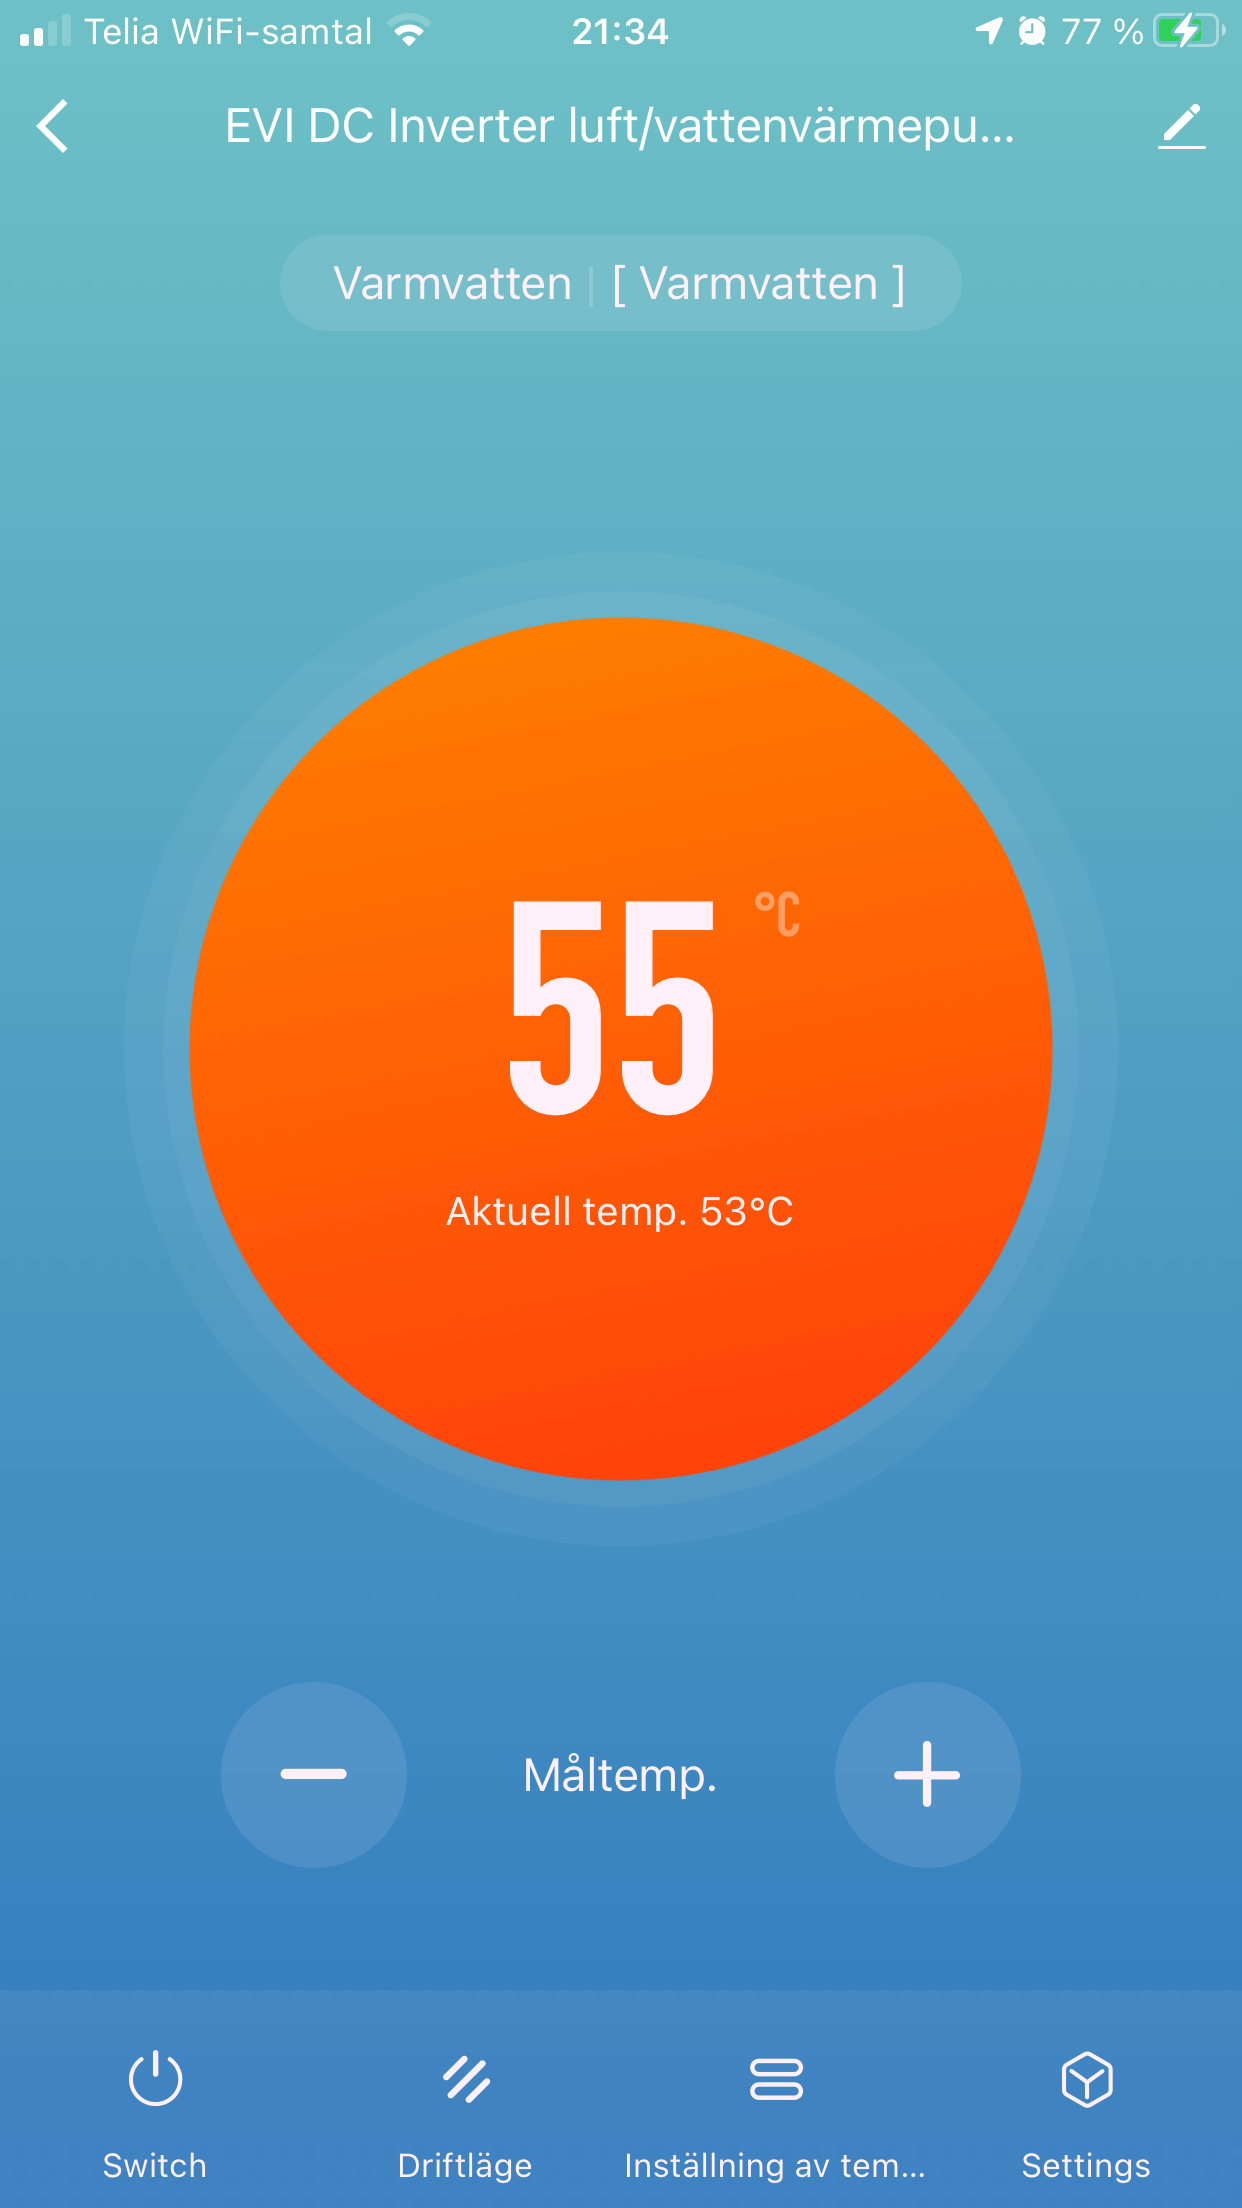 Telia WiFi-samtal 21:34 77 %
EVI DC Inverter luft/vattenvärmepu...
Varmvatten | [ Varmvatten ]
55 °C
Aktuell temp. 53°C
Måltemp.
Switch Driftläge Inställning av tem... Settings